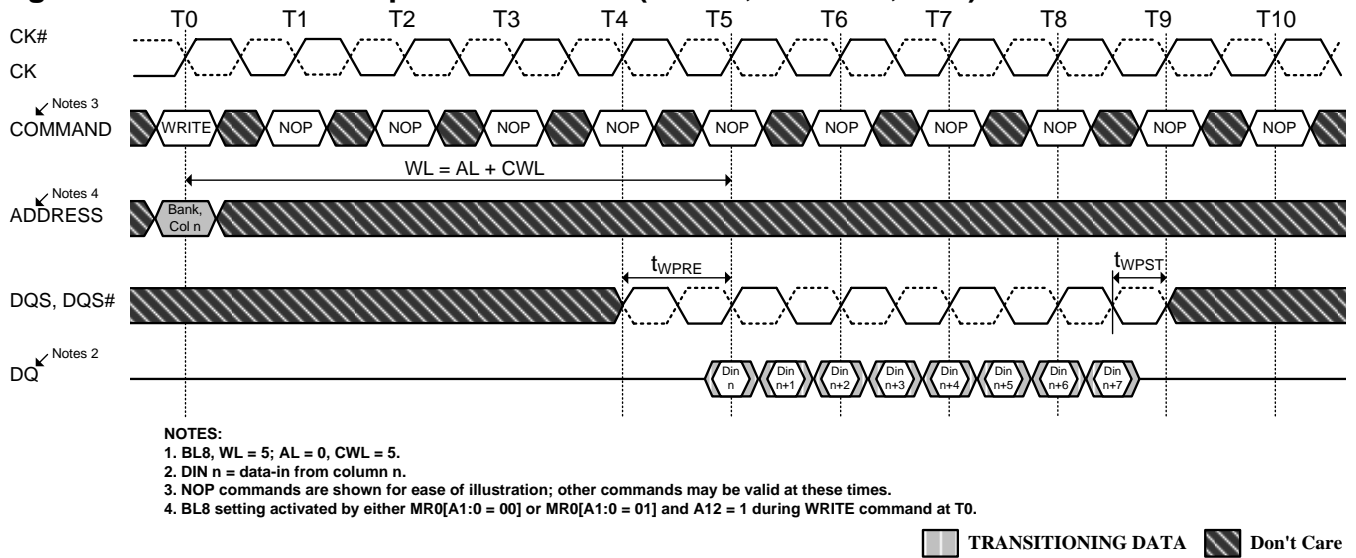 T0 T1 T2 T3 T4 T5 T6 T7 T8 T9 T10
CK#
CK
Notes 3
COMMAND
WRITE NOP NOP NOP NOP NOP NOP NOP NOP NOP NOP
WL = AL + CWL
Notes 4
ADDRESS
Bank,
Col n
tWPRE
tWPST
DQS, DQS#
Notes 2
DQ
Din n Din n+1 Din n+2 Din n+3 Din n+4 Din n+5 Din n+6 Din n+7
NOTES:
1. BL8, WL = 5; AL = 0, CWL = 5.
2. DIN n = data-in from column n.
3. NOP commands are shown for ease of illustration; other commands may be valid at these times.
4. BL8 setting activated by either MR0[A1:0 = 00] or MR0[A1:0 = 01] and A12 = 1 during WRITE command at T0.
TRANSITIONING DATA Don't Care